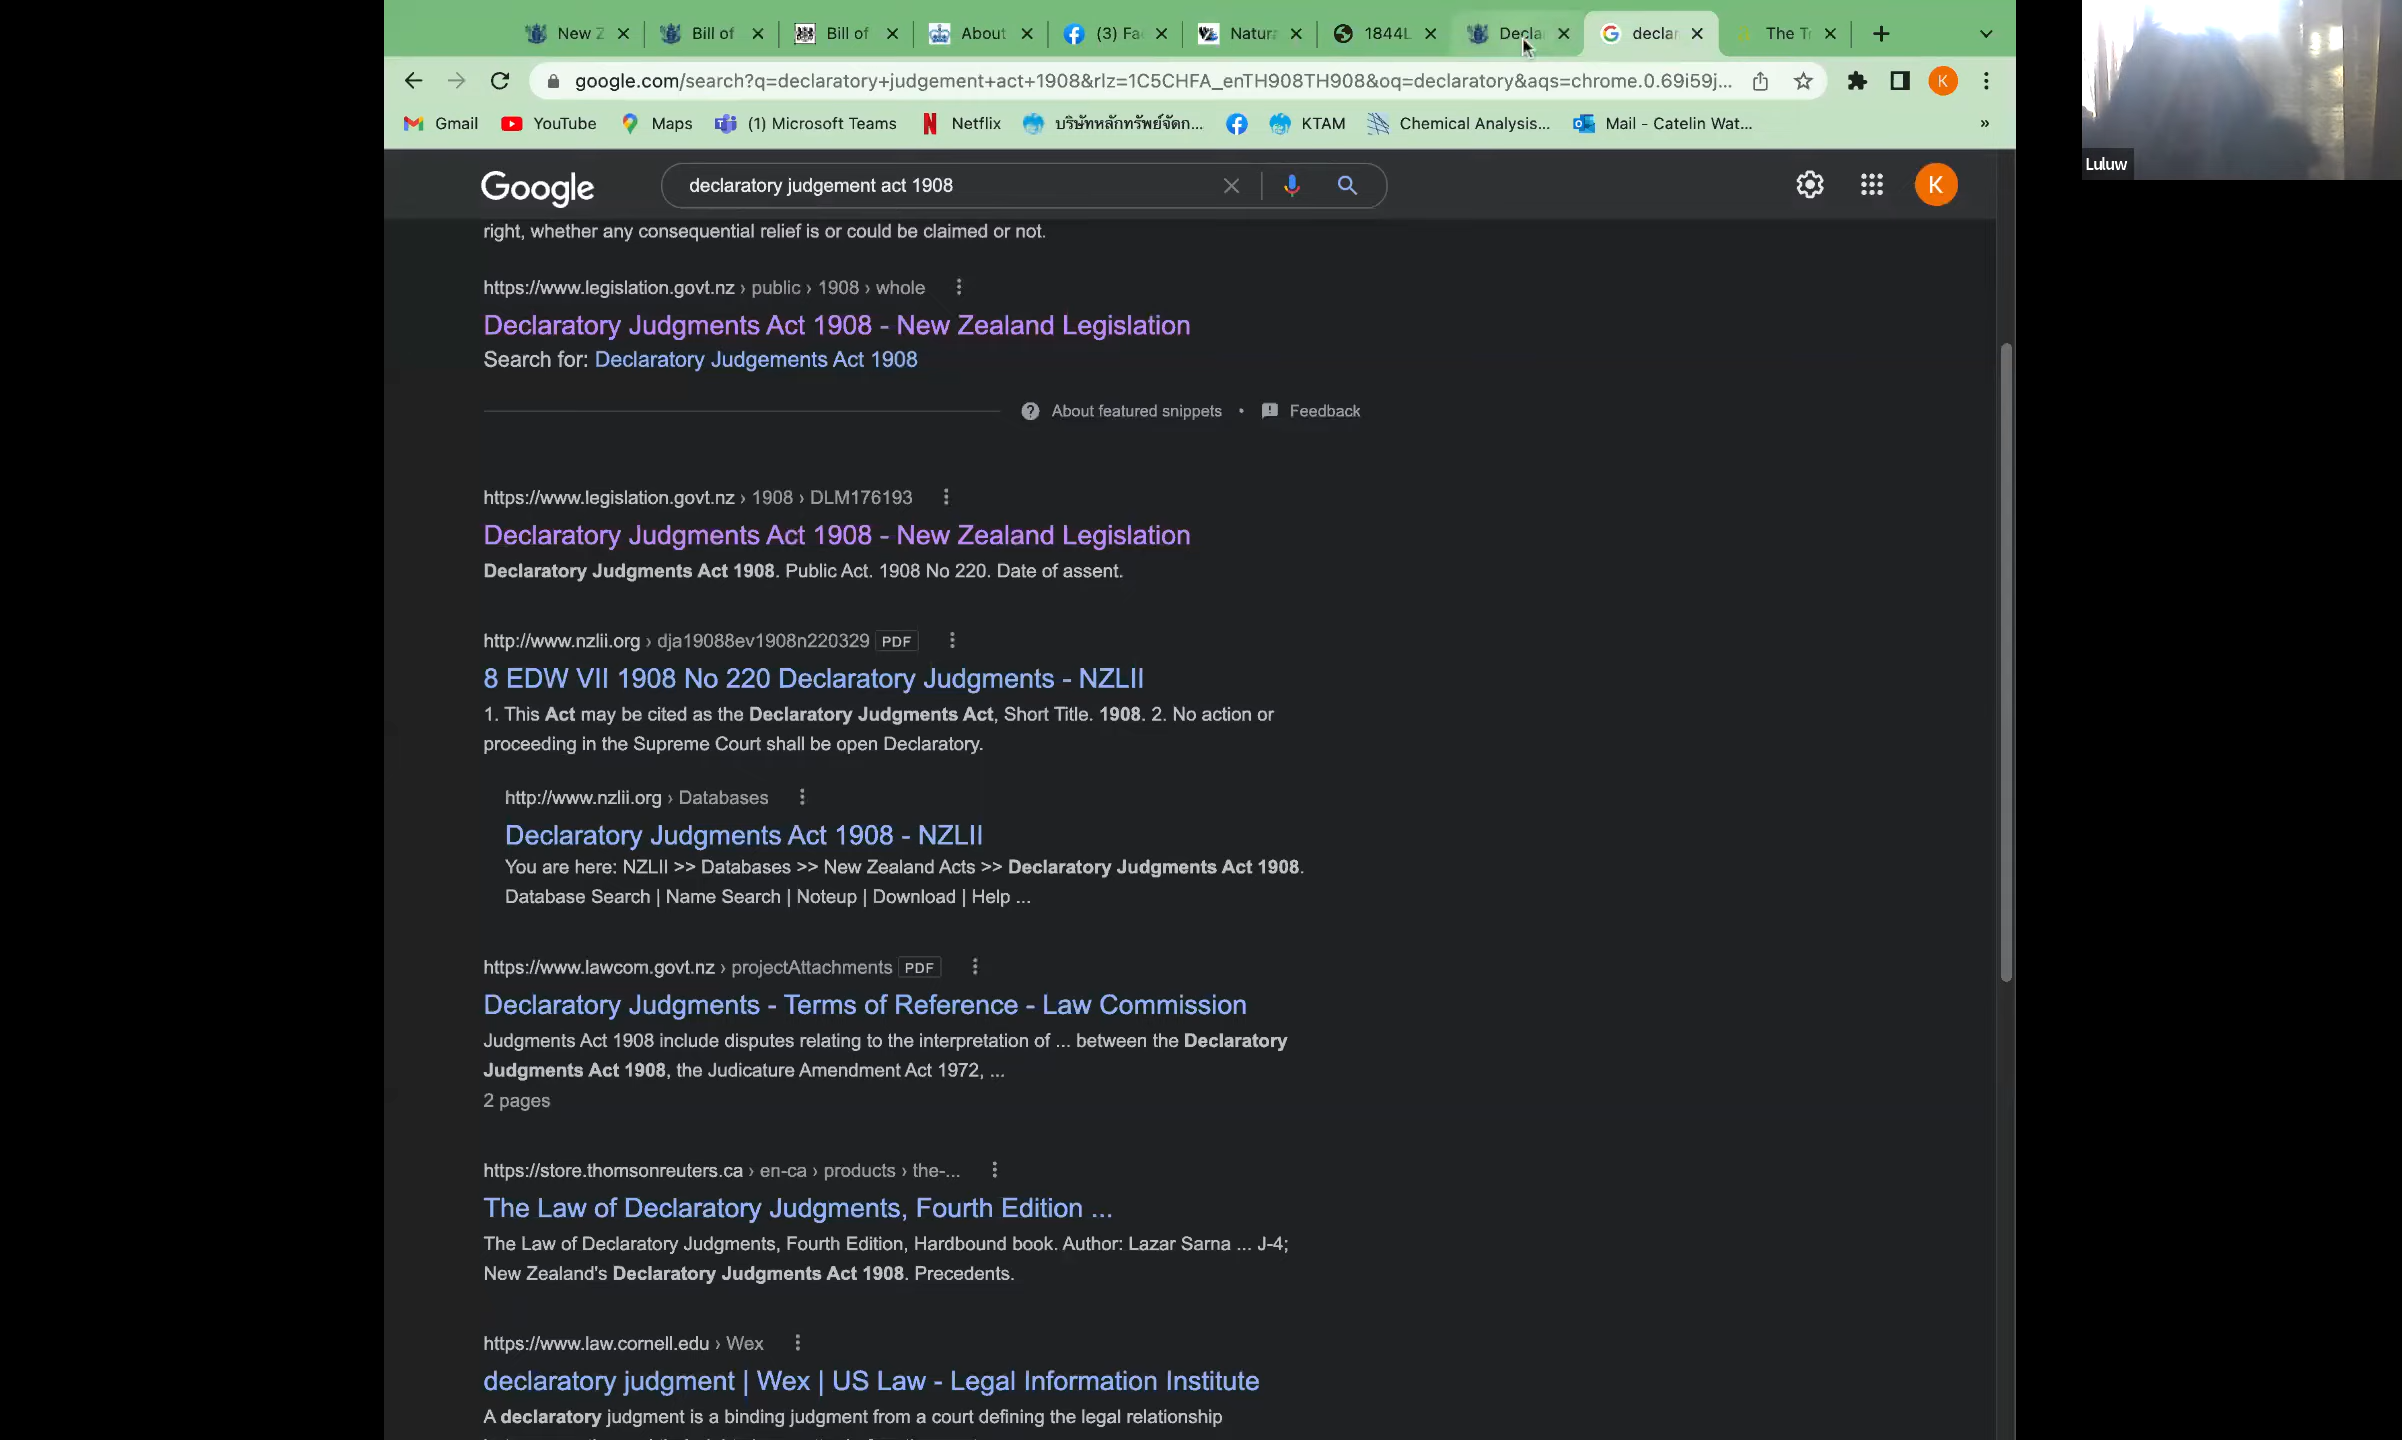 New Z
Bill of
Bill of
About
(3) Fa
Natur
1844L
Decla
declar
The T
google.com/search?q=declaratory+judgement+act+1908&rlz=1C5CHFA_enTH908TH908&oq=declaratory&aqs=chrome.0.69i59j...
K
Gmail
YouTube
Maps
(1) Microsoft Teams
Netflix
บริษัทหลักทรัพย์จัดก...
KTAM
Chemical Analysis...
Mail - Catelin Wat...
»
Luluw
Google
declaratory judgement act 1908
K
right, whether any consequential relief is or could be claimed or not.
https://www.legislation.govt.nz › public › 1908 › whole
Declaratory Judgments Act 1908 - New Zealand Legislation
Search for: Declaratory Judgements Act 1908
About featured snippets • Feedback
https://www.legislation.govt.nz › 1908 › DLM176193
Declaratory Judgments Act 1908 - New Zealand Legislation
Declaratory Judgments Act 1908. Public Act. 1908 No 220. Date of assent.
http://www.nzlii.org › dja19088ev1908n220329 PDF
8 EDW VII 1908 No 220 Declaratory Judgments - NZLII
1. This Act may be cited as the Declaratory Judgments Act, Short Title. 1908. 2. No action or
proceeding in the Supreme Court shall be open Declaratory.
http://www.nzlii.org › Databases
Declaratory Judgments Act 1908 - NZLII
You are here: NZLII >> Databases >> New Zealand Acts >> Declaratory Judgments Act 1908.
Database Search | Name Search | Noteup | Download | Help ...
https://www.lawcom.govt.nz › projectAttachments PDF
Declaratory Judgments - Terms of Reference - Law Commission
Judgments Act 1908 include disputes relating to the interpretation of ... between the Declaratory
Judgments Act 1908, the Judicature Amendment Act 1972, ...
2 pages
https://store.thomsonreuters.ca › en-ca › products › the-...
The Law of Declaratory Judgments, Fourth Edition ...
The Law of Declaratory Judgments, Fourth Edition, Hardbound book. Author: Lazar Sarna ... J-4;
New Zealand's Declaratory Judgments Act 1908. Precedents.
https://www.law.cornell.edu › Wex
declaratory judgment | Wex | US Law - Legal Information Institute
A declaratory judgment is a binding judgment from a court defining the legal relationship